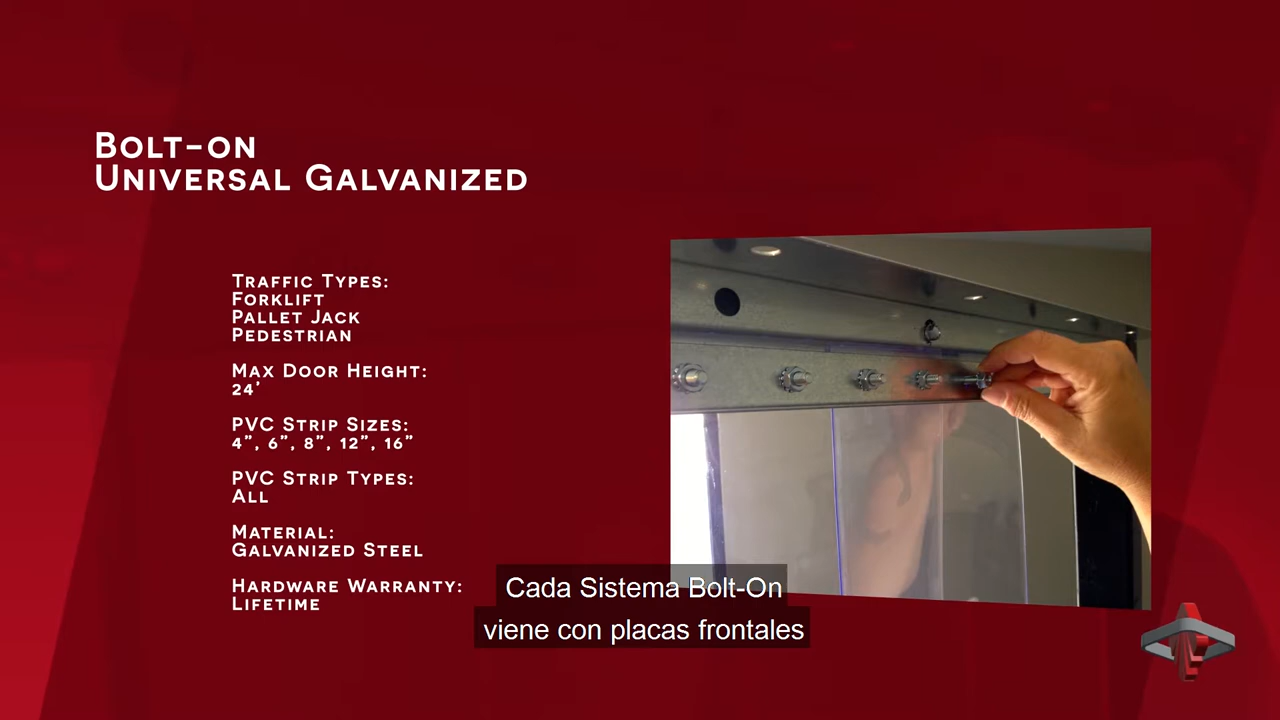 Bolt-on
Universal Galvanized
Traffic Types:
Forklift
Pallet Jack
Pedestrian
Max Door Height:
24’
PVC Strip Sizes:
4”, 6”, 8”, 12”, 16”
PVC Strip Types:
All
Material:
Galvanized Steel
Hardware Warranty:
Lifetime
Cada Sistema Bolt-On
viene con placas frontales